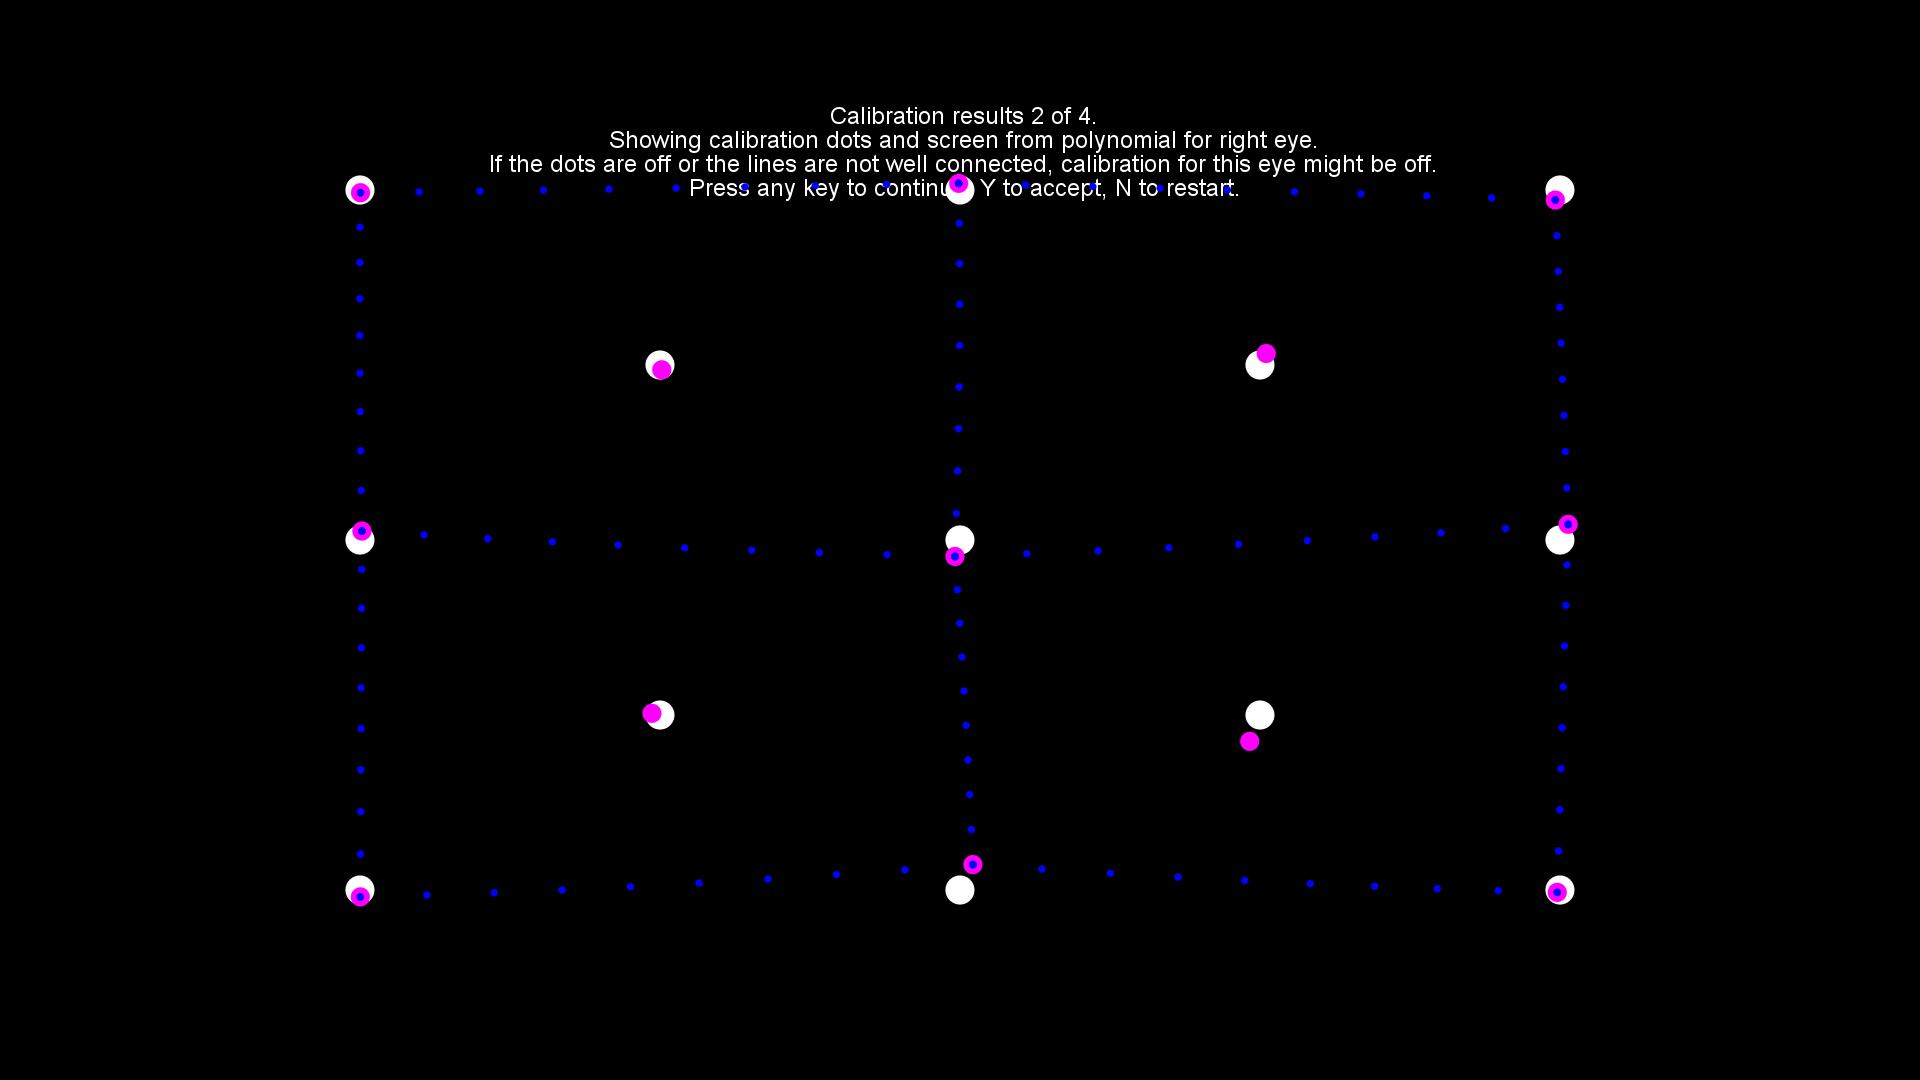 Calibration results 2 of 4.
Showing calibration dots and screen from polynomial for right eye.
If the dots are off or the lines are not well connected, calibration for this eye might be off.
Press any key to continue, Y to accept, N to restart.